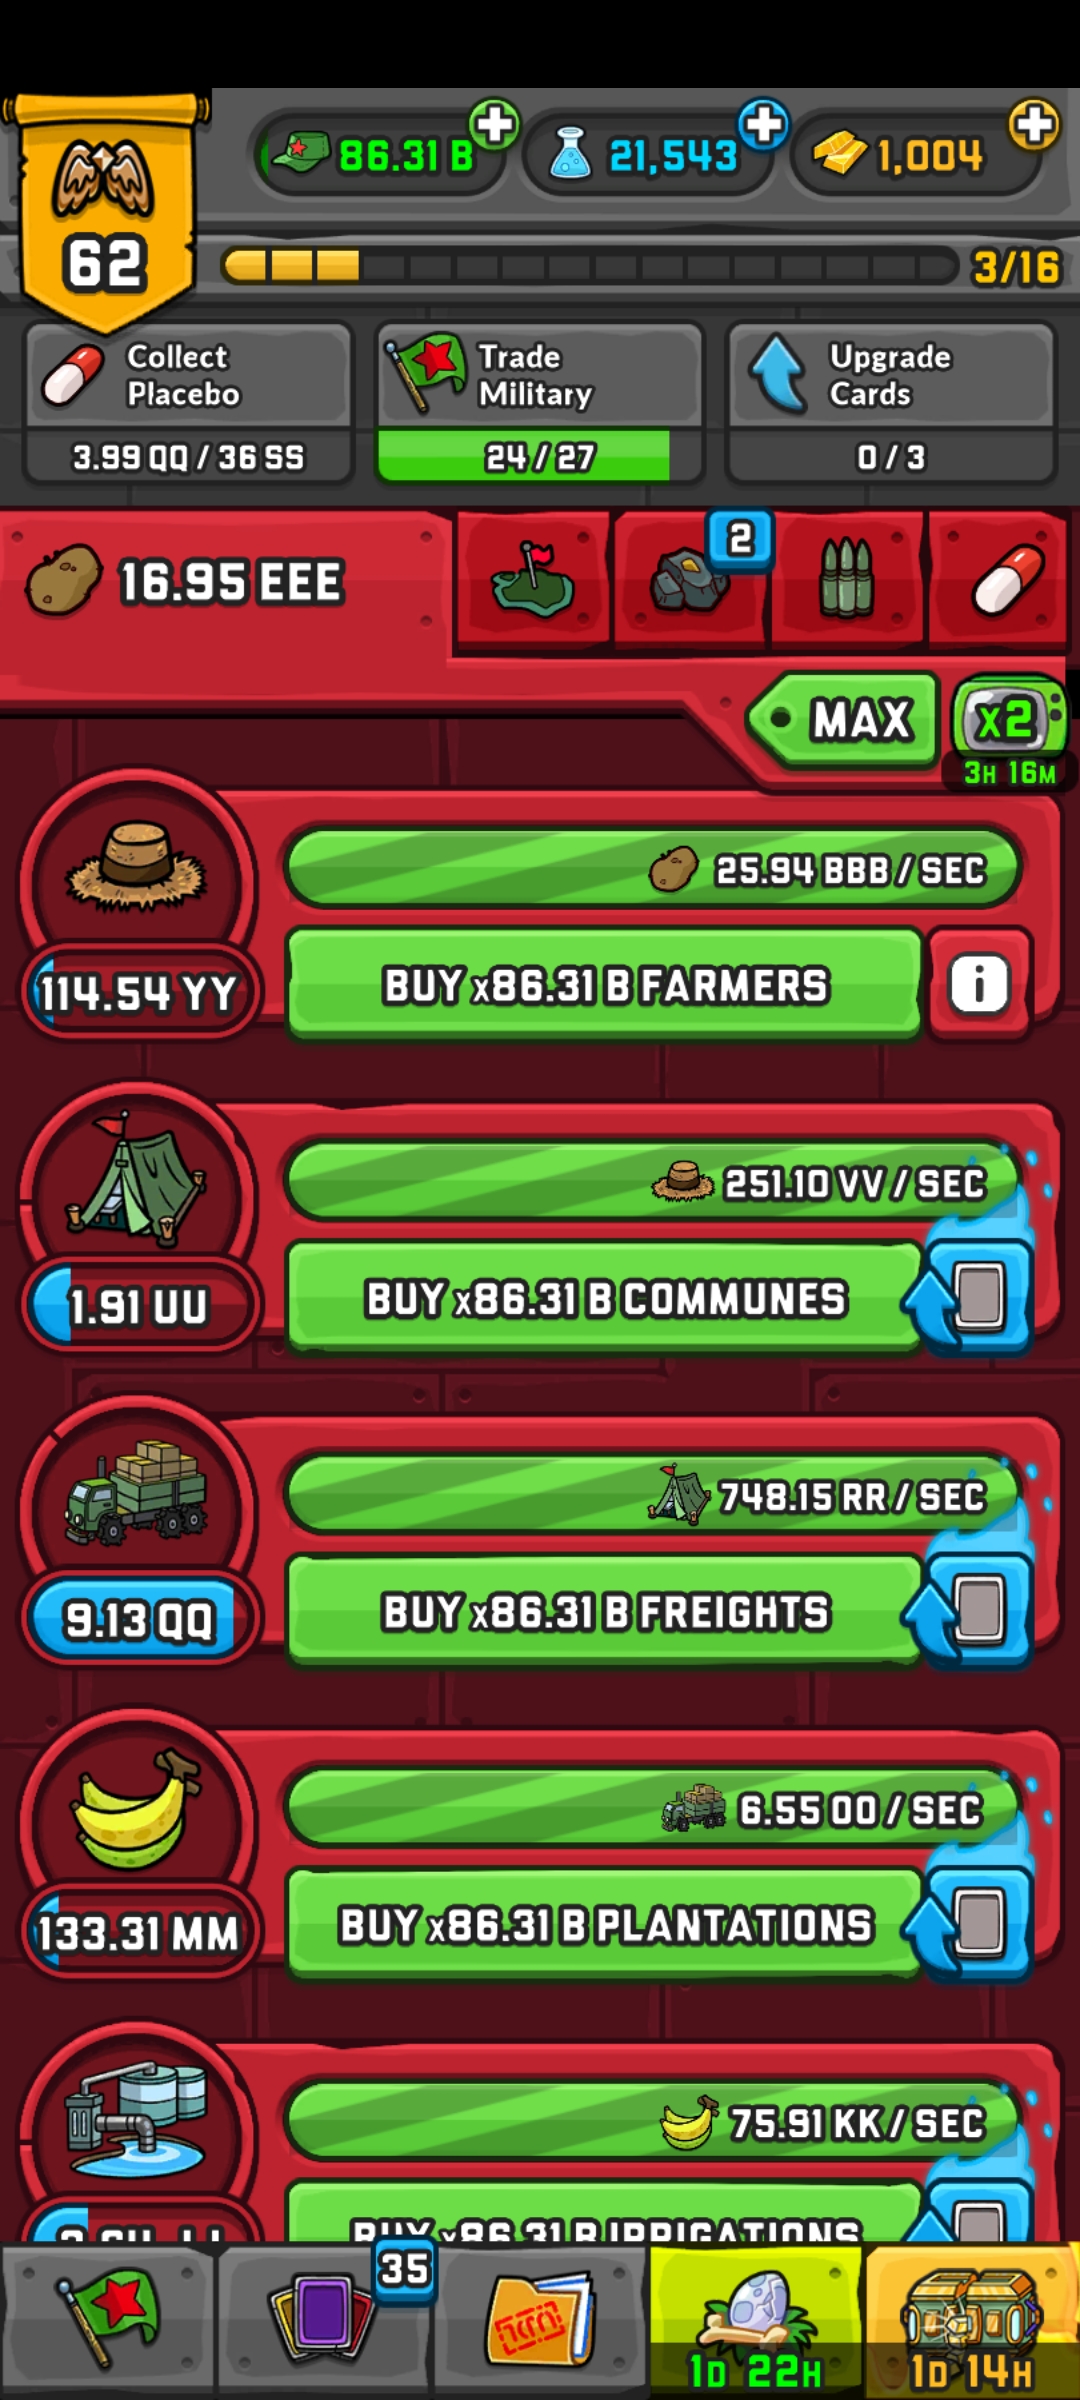 86.31 B
21,543
1,004
62
3/16
Collect
Placebo
3.99 QQ / 36 SS
Trade
Military
24 / 27
Upgrade
Cards
0 / 3
16.95 EEE
2
MAX
x2
3H 16M
25.94 BBB / SEC
114.54 YY
BUY x86.31 B FARMERS
i
251.10 VV / SEC
1.91 UU
BUY x86.31 B COMMUNES
748.15 RR / SEC
9.13 QQ
BUY x86.31 B FREIGHTS
6.55 OO / SEC
133.31 MM
BUY x86.31 B PLANTATIONS
75.91 KK / SEC
BUY x86.31 B IRRIGATIONS
35
1D 22H
1D 14H